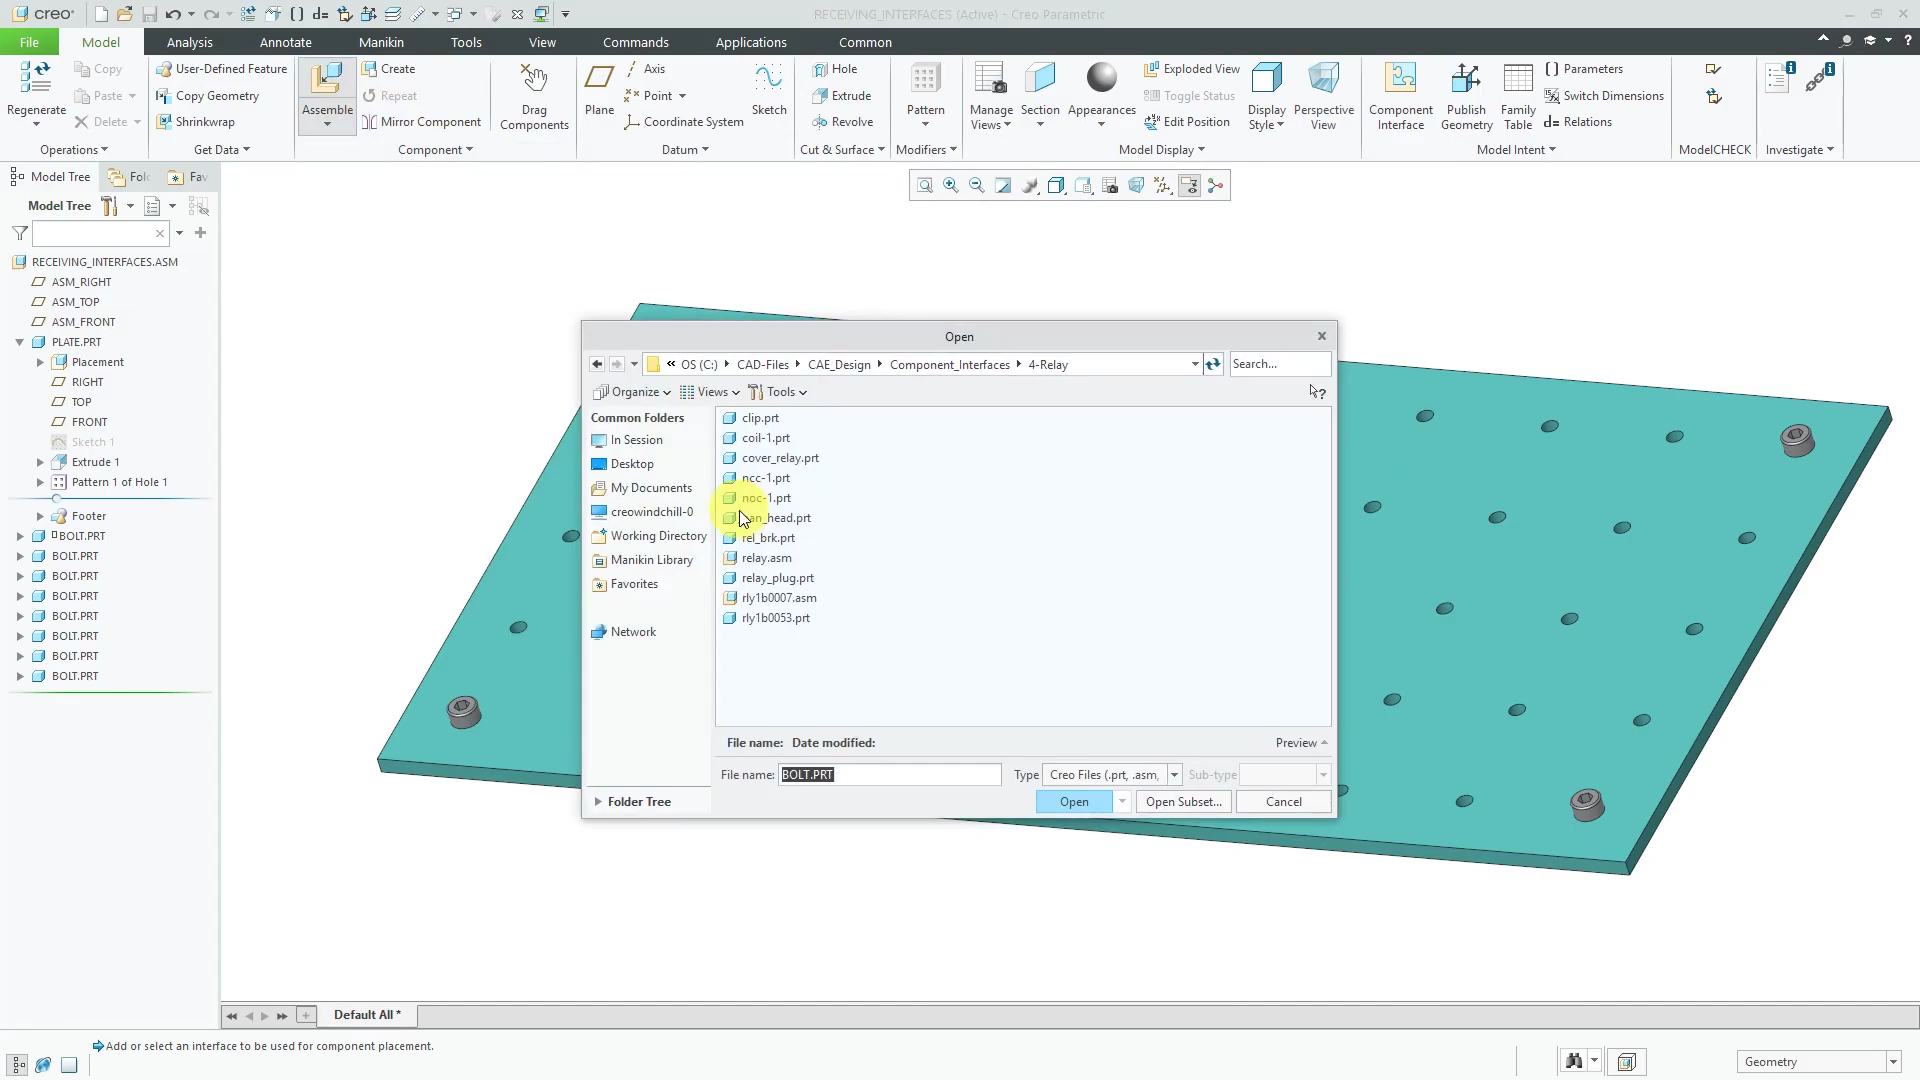 creo
RECEIVING_INTERFACES (Active) - Creo Parametric
File Model Analysis Annotate Manikin Tools View Commands Applications Common
Regenerate
Copy
Paste
Delete
Operations
User-Defined Feature
Copy Geometry
Shrinkwrap
Get Data
Assemble
Create
Repeat
Mirror Component
Component
Drag
Components
Plane
Axis
Point
Coordinate System
Sketch
Datum
Hole
Extrude
Revolve
Cut & Surface
Pattern
Modifiers
Manage
Views
Section
Appearances
Exploded View
Toggle Status
Edit Position
Display
Style
Perspective
View
Model Display
Component
Interface
Publish
Geometry
Family
Table
Parameters
Switch Dimensions
Relations
Model Intent
ModelCHECK
Investigate
Model Tree Fav
Model Tree
RECEIVING_INTERFACES.ASM
ASM_RIGHT
ASM_TOP
ASM_FRONT
PLATE.PRT
Placement
RIGHT
TOP
FRONT
Sketch 1
Extrude 1
Pattern 1 of Hole 1
Footer
BOLT.PRT
BOLT.PRT
BOLT.PRT
BOLT.PRT
BOLT.PRT
BOLT.PRT
BOLT.PRT
BOLT.PRT
Open
« OS (C:) CAD-Files CAE_Design Component_Interfaces 4-Relay
Search...
Organize Views Tools
Common Folders
In Session
Desktop
My Documents
creowindchill-0
Working Directory
Manikin Library
Favorites
Network
Folder Tree
clip.prt
coil-1.prt
cover_relay.prt
ncc-1.prt
noc-1.prt
an_head.prt
rel_brk.prt
relay.asm
relay_plug.prt
rly1b0007.asm
rly1b0053.prt
File name: Date modified:
Preview
File name: BOLT.PRT
Type Creo Files (.prt, .asm,
Sub-type
Open
Open Subset...
Cancel
Default All *
Add or select an interface to be used for component placement.
Geometry